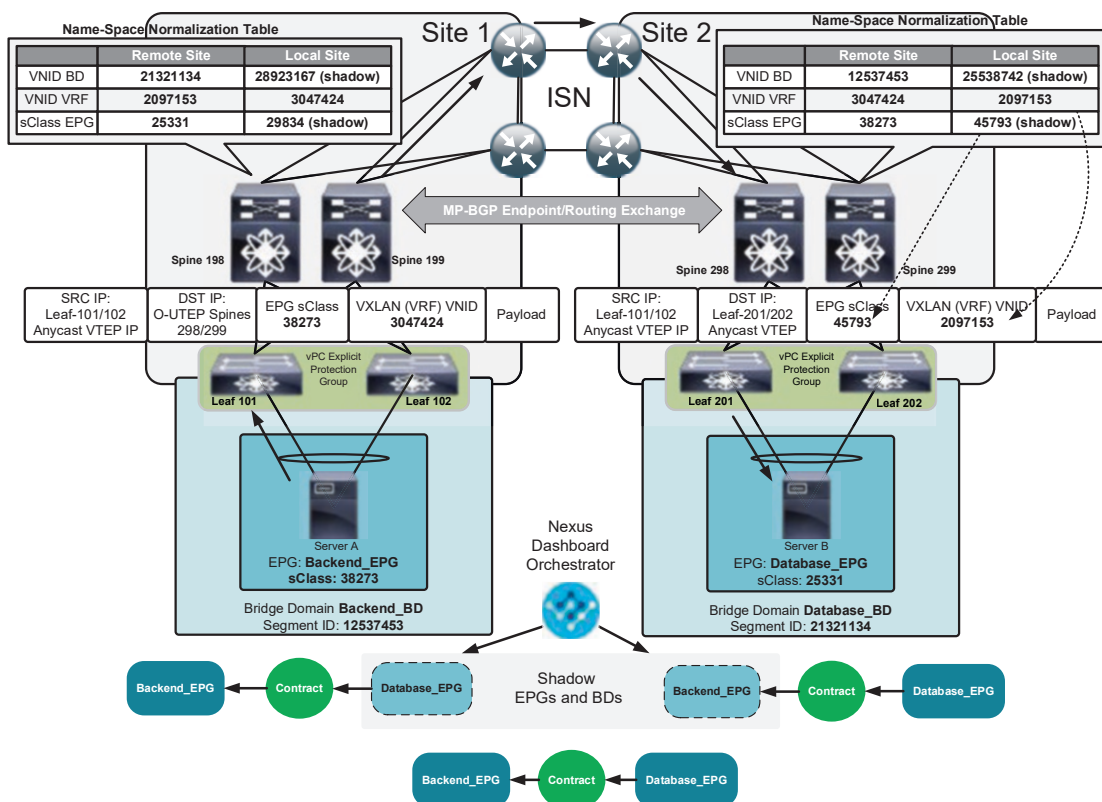 Name-Space Normalization Table
Remote Site Local Site
VNID BD 21321134 28923167 (shadow)
VNID VRF 2097153 3047424
sClass EPG 25331 29834 (shadow)
Site 1
Site 2
ISN
Name-Space Normalization Table
Remote Site Local Site
VNID BD 12537453 25538742 (shadow)
VNID VRF 3047424 2097153
sClass EPG 38273 45793 (shadow)
MP-BGP Endpoint/Routing Exchange
Spine 198
Spine 199
Spine 298
Spine 299
SRC IP:
Leaf-101/102
Anycast VTEP IP
DST IP:
O-UTEP Spines
298/299
EPG sClass
38273
VXLAN (VRF) VNID
3047424
Payload
SRC IP:
Leaf-101/102
Anycast VTEP IP
DST IP:
Leaf-201/202
Anycast VTEP
EPG sClass
45793
VXLAN (VRF) VNID
2097153
Payload
vPC Explicit
Protection
Group
Leaf 101
Leaf 102
vPC Explicit
Protection
Group
Leaf 201
Leaf 202
Server A
EPG: Backend_EPG
sClass: 38273
Bridge Domain Backend_BD
Segment ID: 12537453
Nexus
Dashboard
Orchestrator
Server B
EPG: Database_EPG
sClass: 25331
Bridge Domain Database_BD
Segment ID: 21321134
Backend_EPG
Contract
Database_EPG
Shadow
EPGs and BDs
Backend_EPG
Contract
Database_EPG
Backend_EPG
Contract
Database_EPG